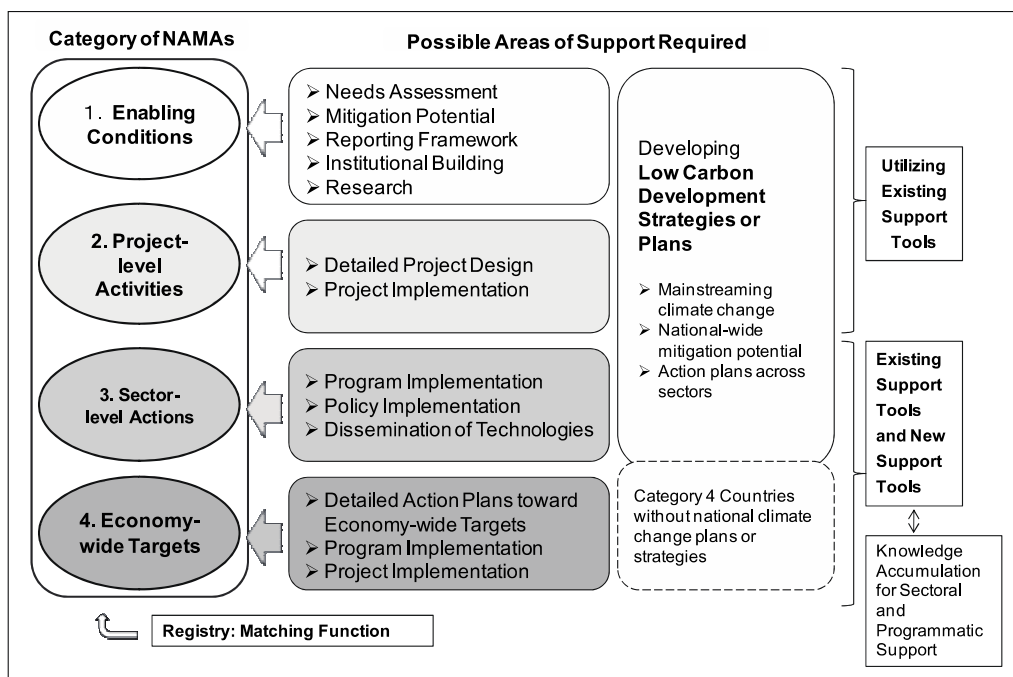 Category of NAMAs
Possible Areas of Support Required
1. Enabling
Conditions
➢ Needs Assessment
➢ Mitigation Potential
➢ Reporting Framework
➢ Institutional Building
➢ Research
2. Project-
level
Activities
➢ Detailed Project Design
➢ Project Implementation
3. Sector-
level Actions
➢ Program Implementation
➢ Policy Implementation
➢ Dissemination of Technologies
4. Economy-
wide Targets
➢ Detailed Action Plans toward
Economy-wide Targets
➢ Program Implementation
➢ Project Implementation
Developing
Low Carbon
Development
Strategies or
Plans
➢ Mainstreaming
climate change
➢ National-wide
mitigation potential
➢ Action plans across
sectors
Category 4 Countries
without national climate
change plans or
strategies
Utilizing
Existing
Support
Tools
Existing
Support
Tools
and New
Support
Tools
Knowledge
Accumulation
for Sectoral
and
Programmatic
Support
Registry: Matching Function